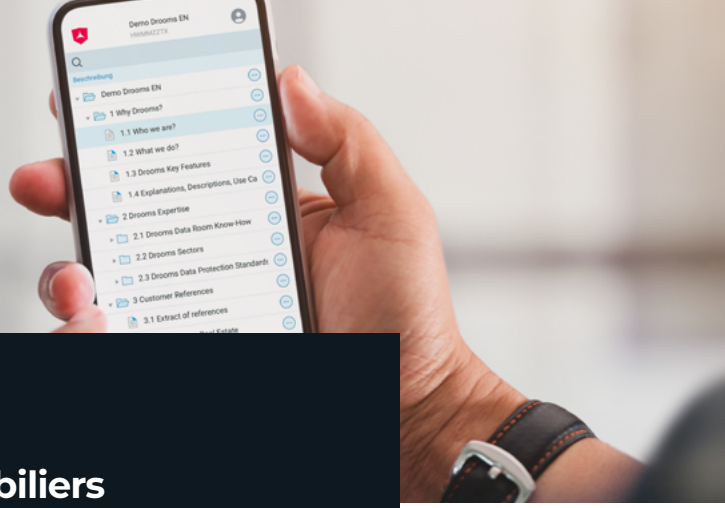 Demo Drooms EN
HWMMZ2TX
Beschreibung
Demo Drooms EN
1 Why Drooms?
1.1 Who we are?
1.2 What we do?
1.3 Drooms Key Features
1.4 Explanations, Descriptions, Use Ca
2 Drooms Expertise
2.1 Drooms Data Room Know-How
2.2 Drooms Sectors
2.3 Drooms Data Protection Standards
3 Customer References
3.1 Extract of references
Real Estate
biliers